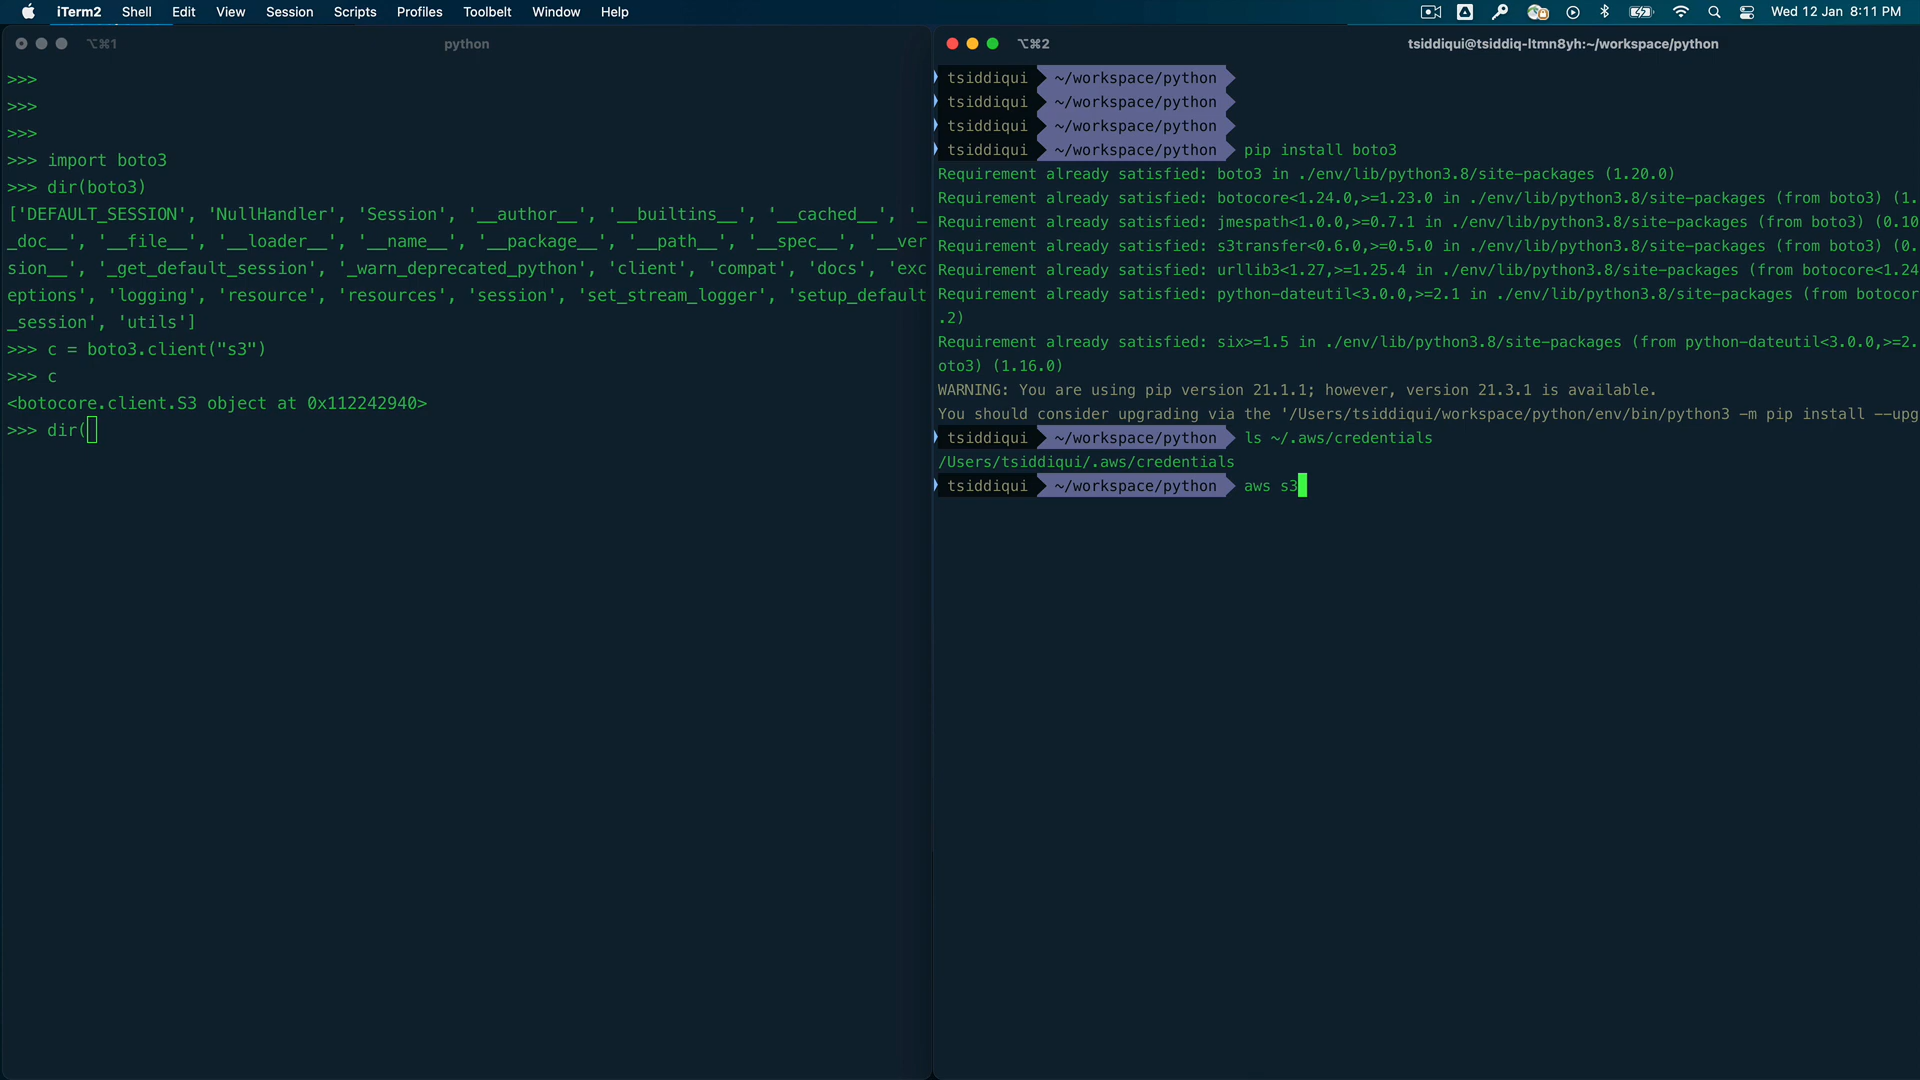 iTerm2 Shell Edit View Session Scripts Profiles Toolbelt Window Help Wed 12 Jan 8:11 PM
⌥⌘1 python
>>>
>>>
>>>
>>> import boto3
>>> dir(boto3)
['DEFAULT_SESSION', 'NullHandler', 'Session', '__author__', '__builtins__', '__cached__', '_
_doc__', '__file__', '__loader__', '__name__', '__package__', '__path__', '__spec__', '__ver
sion__', '_get_default_session', '_warn_deprecated_python', 'client', 'compat', 'docs', 'exc
eptions', 'logging', 'resource', 'resources', 'session', 'set_stream_logger', 'setup_default
_session', 'utils']
>>> c = boto3.client("s3")
>>> c
<botocore.client.S3 object at 0x112242940>
>>> dir(
⌥⌘2 tsiddiqui@tsiddiq-ltmn8yh:~/workspace/python
tsiddiqui ~/workspace/python
tsiddiqui ~/workspace/python
tsiddiqui ~/workspace/python
tsiddiqui ~/workspace/python pip install boto3
Requirement already satisfied: boto3 in ./env/lib/python3.8/site-packages (1.20.0)
Requirement already satisfied: botocore<1.24.0,>=1.23.0 in ./env/lib/python3.8/site-packages (from boto3) (1.
Requirement already satisfied: jmespath<1.0.0,>=0.7.1 in ./env/lib/python3.8/site-packages (from boto3) (0.10
Requirement already satisfied: s3transfer<0.6.0,>=0.5.0 in ./env/lib/python3.8/site-packages (from boto3) (0.
Requirement already satisfied: urllib3<1.27,>=1.25.4 in ./env/lib/python3.8/site-packages (from botocore<1.24
Requirement already satisfied: python-dateutil<3.0.0,>=2.1 in ./env/lib/python3.8/site-packages (from botocor
.2)
Requirement already satisfied: six>=1.5 in ./env/lib/python3.8/site-packages (from python-dateutil<3.0.0,>=2.
oto3) (1.16.0)
WARNING: You are using pip version 21.1.1; however, version 21.3.1 is available.
You should consider upgrading via the '/Users/tsiddiqui/workspace/python/env/bin/python3 -m pip install --upg
tsiddiqui ~/workspace/python ls ~/.aws/credentials
/Users/tsiddiqui/.aws/credentials
tsiddiqui ~/workspace/python aws s3